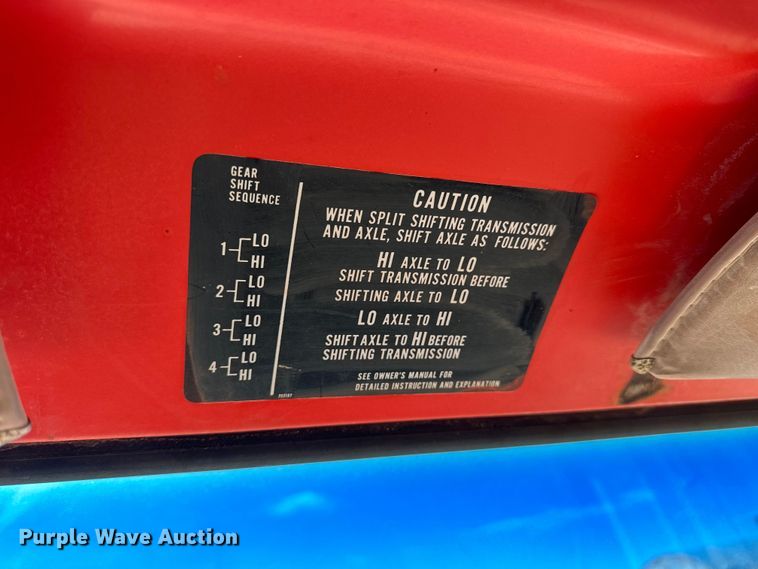 GEAR
SHIFT
SEQUENCE
1 LO
HI
2 LO
HI
3 LO
HI
4 LO
HI
CAUTION
WHEN SPLIT SHIFTING TRANSMISSION
AND AXLE, SHIFT AXLE AS FOLLOWS:
HI AXLE TO LO
SHIFT TRANSMISSION BEFORE
SHIFTING AXLE TO LO
LO AXLE TO HI
SHIFT AXLE TO HI BEFORE
SHIFTING TRANSMISSION
SEE OWNER'S MANUAL FOR
DETAILED INSTRUCTION AND EXPLANATION
Purple Wave Auction